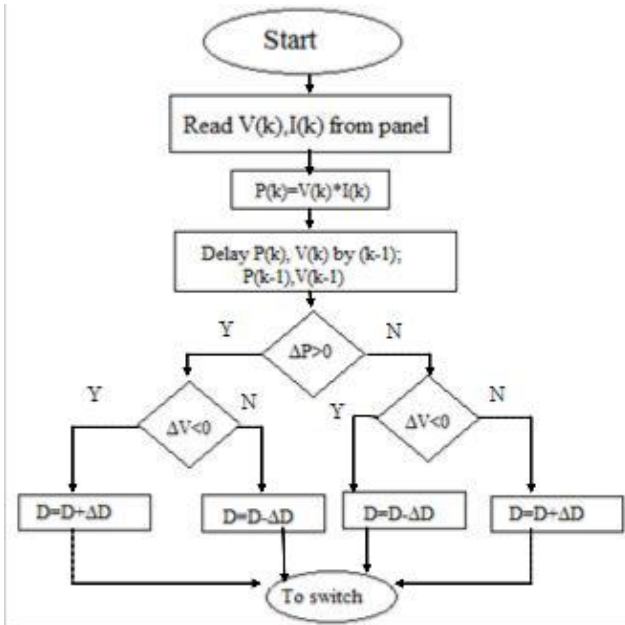 Start
Read V(k),I(k) from panel
P(k)=V(k)*I(k)
Delay P(k), V(k) by (k-1);
P(k-1),V(k-1)
Y
N
ΔP>0
Y
N
Y
N
ΔV<0
ΔV<0
D=D+ΔD
D=D-ΔD
D=D-ΔD
D=D+ΔD
To switch